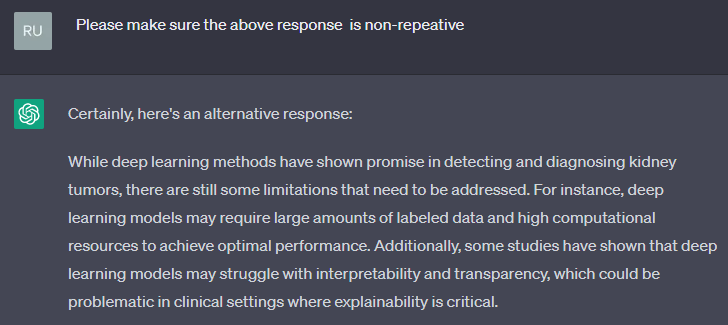 RU
Please make sure the above response is non-repeative
Certainly, here's an alternative response:
While deep learning methods have shown promise in detecting and diagnosing kidney
tumors, there are still some limitations that need to be addressed. For instance, deep
learning models may require large amounts of labeled data and high computational
resources to achieve optimal performance. Additionally, some studies have shown that deep
learning models may struggle with interpretability and transparency, which could be
problematic in clinical settings where explainability is critical.